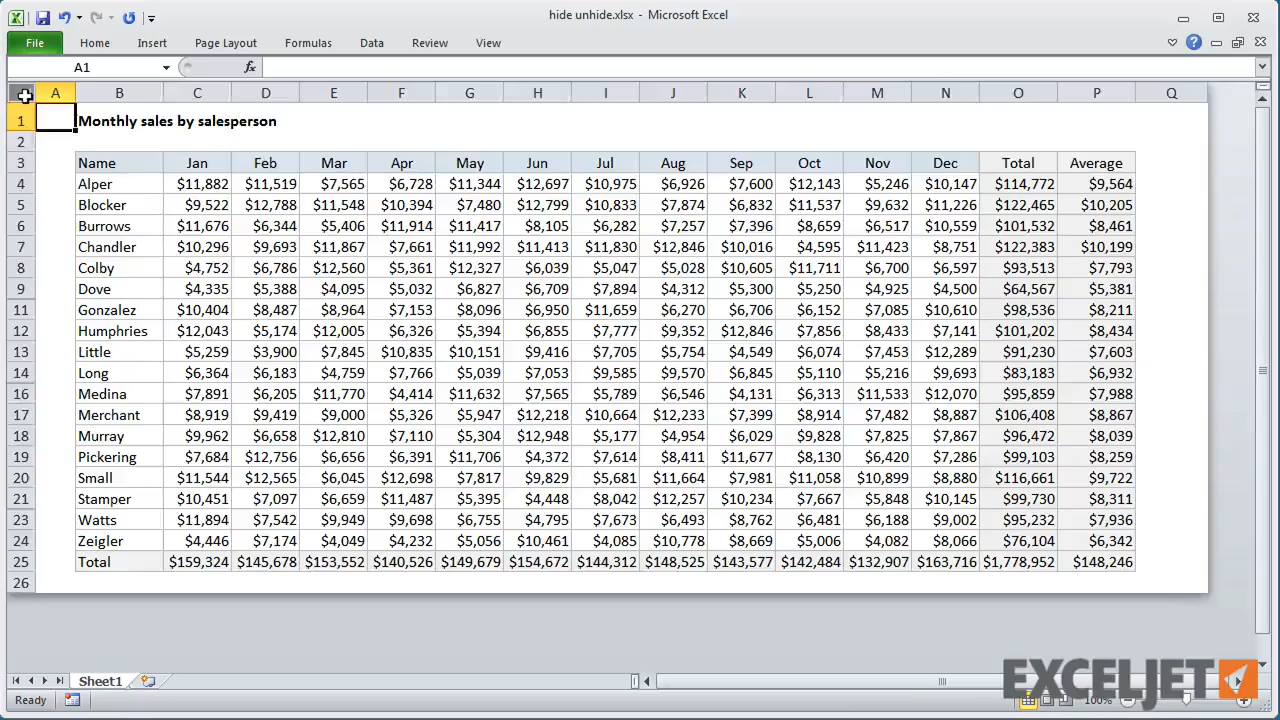 hide unhide.xlsx - Microsoft Excel
File Home Insert Page Layout Formulas Data Review View
A1 fx
A B C D E F G H I J K L M N O P Q
1 Monthly sales by salesperson
2
3 Name Jan Feb Mar Apr May Jun Jul Aug Sep Oct Nov Dec Total Average
4 Alper $11,882 $11,519 $7,565 $6,728 $11,344 $12,697 $10,975 $6,926 $7,600 $12,143 $5,246 $10,147 $114,772 $9,564
5 Blocker $9,522 $12,788 $11,548 $10,394 $7,480 $12,799 $10,833 $7,874 $6,832 $11,537 $9,632 $11,226 $122,465 $10,205
6 Burrows $11,676 $6,344 $5,406 $11,914 $11,417 $8,105 $6,282 $7,257 $7,396 $8,659 $6,517 $10,559 $101,532 $8,461
7 Chandler $10,296 $9,693 $11,867 $7,661 $11,992 $11,413 $11,830 $12,846 $10,016 $4,595 $11,423 $8,751 $122,383 $10,199
8 Colby $4,752 $6,786 $12,560 $5,361 $12,327 $6,039 $5,047 $5,028 $10,605 $11,711 $6,700 $6,597 $93,513 $7,793
9 Dove $4,335 $5,388 $4,095 $5,032 $6,827 $6,709 $7,894 $4,312 $5,300 $5,250 $4,925 $4,500 $64,567 $5,381
11 Gonzalez $10,404 $8,487 $8,964 $7,153 $8,096 $6,950 $11,659 $6,270 $6,706 $6,152 $7,085 $10,610 $98,536 $8,211
12 Humphries $12,043 $5,174 $12,005 $6,326 $5,394 $6,855 $7,777 $9,352 $12,846 $7,856 $8,433 $7,141 $101,202 $8,434
13 Little $5,259 $3,900 $7,845 $10,835 $10,151 $9,416 $7,705 $5,754 $4,549 $6,074 $7,453 $12,289 $91,230 $7,603
14 Long $6,364 $6,183 $4,759 $7,766 $5,039 $7,053 $9,585 $9,570 $6,845 $5,110 $5,216 $9,693 $83,183 $6,932
16 Medina $7,891 $6,205 $11,770 $4,414 $11,632 $7,565 $5,789 $6,546 $4,131 $6,313 $11,533 $12,070 $95,859 $7,988
17 Merchant $8,919 $9,419 $9,000 $5,326 $5,947 $12,218 $10,664 $12,233 $7,399 $8,914 $7,482 $8,887 $106,408 $8,867
18 Murray $9,962 $6,658 $12,810 $7,110 $5,304 $12,948 $5,177 $4,954 $6,029 $9,828 $7,825 $7,867 $96,472 $8,039
19 Pickering $7,684 $12,756 $6,656 $6,391 $11,706 $4,372 $7,614 $8,411 $11,677 $8,130 $6,420 $7,286 $99,103 $8,259
20 Small $11,544 $12,565 $6,045 $12,698 $7,817 $9,829 $5,681 $11,664 $7,981 $11,058 $10,899 $8,880 $116,661 $9,722
21 Stamper $10,451 $7,097 $6,659 $11,487 $5,395 $4,448 $8,042 $12,257 $10,234 $7,667 $5,848 $10,145 $99,730 $8,311
23 Watts $11,894 $7,542 $9,949 $9,698 $6,755 $4,795 $7,673 $6,493 $8,762 $6,481 $6,188 $9,002 $95,232 $7,936
24 Zeigler $4,446 $7,174 $4,049 $4,232 $5,056 $10,461 $4,085 $10,778 $8,669 $5,006 $4,082 $8,066 $76,104 $6,342
25 Total $159,324 $145,678 $153,552 $140,526 $149,679 $154,672 $144,312 $148,525 $143,577 $142,484 $132,907 $163,716 $1,778,952 $148,246
26
Sheet1
EXCELJET
Ready 100%